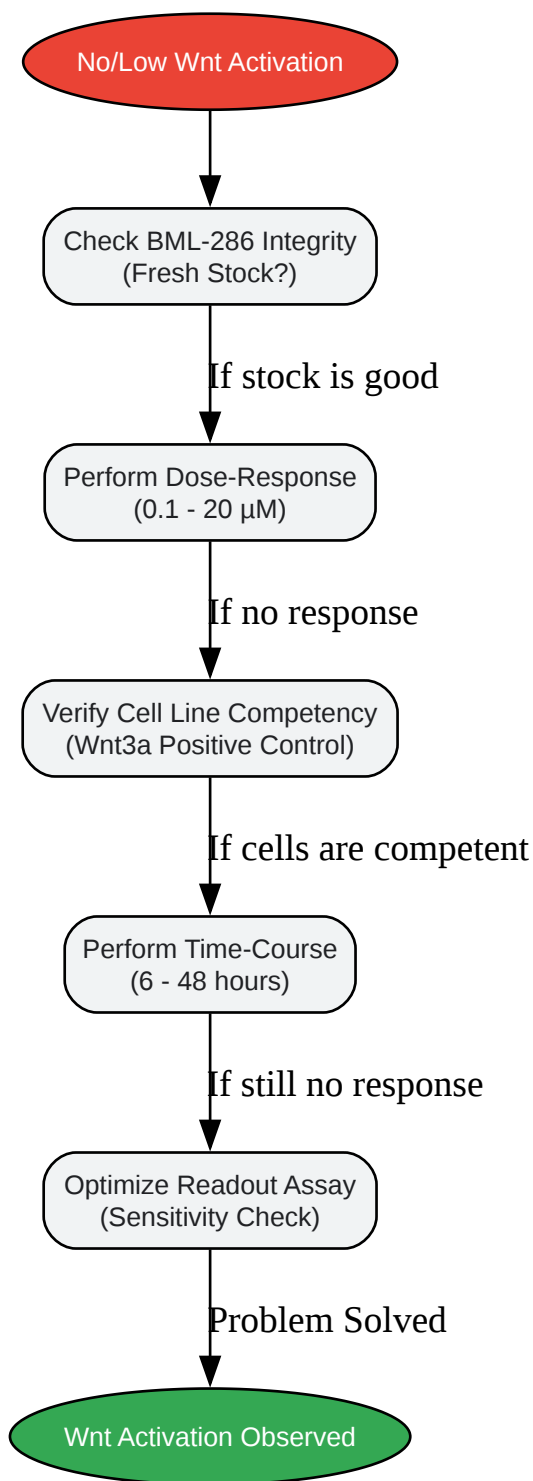 No/Low Wnt Activation
Check BML-286 Integrity
(Fresh Stock?)
If stock is good
Perform Dose-Response
(0.1 - 20 µM)
If no response
Verify Cell Line Competency
(Wnt3a Positive Control)
If cells are competent
Perform Time-Course
(6 - 48 hours)
If still no response
Optimize Readout Assay
(Sensitivity Check)
Problem Solved
Wnt Activation Observed